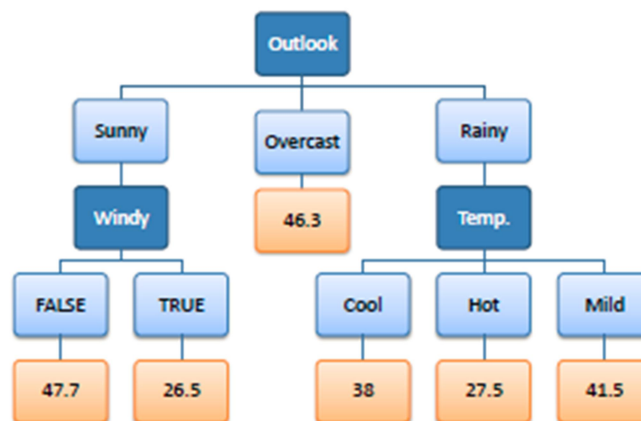 Outlook
Sunny
Overcast
Rainy
Windy
46.3
Temp.
FALSE
TRUE
Cool
Hot
Mild
47.7
26.5
38
27.5
41.5